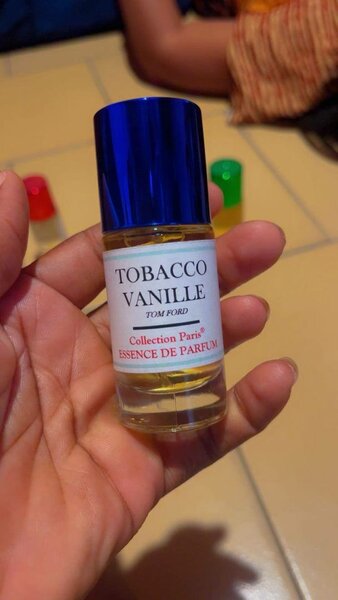 TOBACCO
VANILLE
TOM FORD
Collection Paris®
ESSENCE DE PARFUM